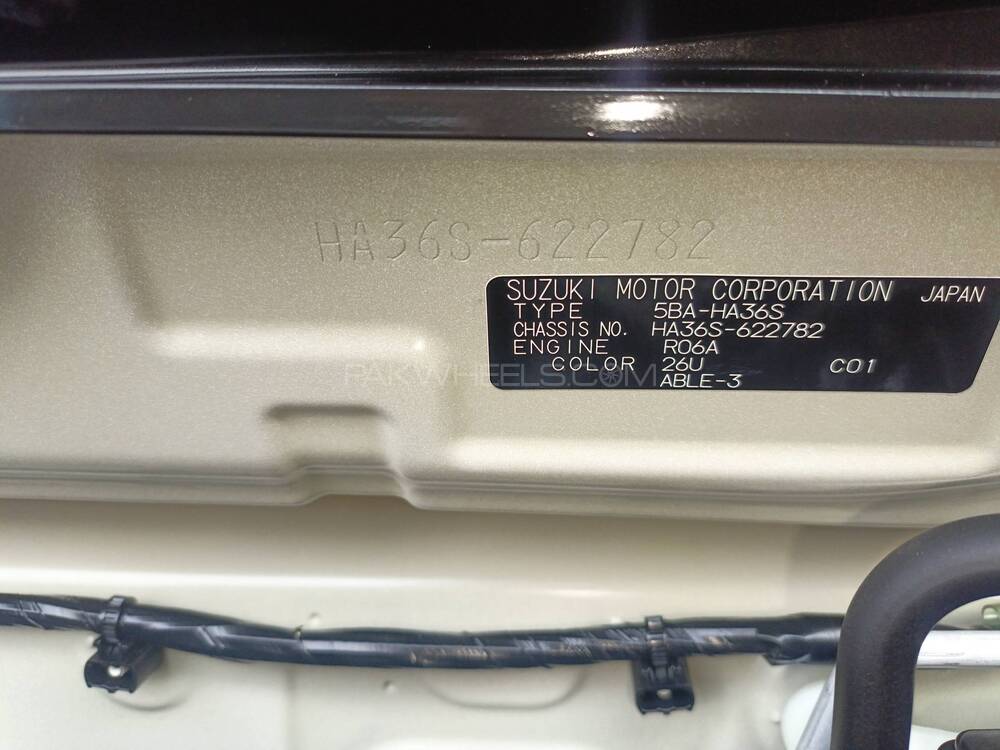 HA36S-622782
SUZUKI MOTOR CORPORATION JAPAN
TYPE 5BA-HA36S
CHASSIS NO. HA36S-622782
ENGINE R06A
COLOR 26U C01
PAKWHEELS.COM
ABLE-3